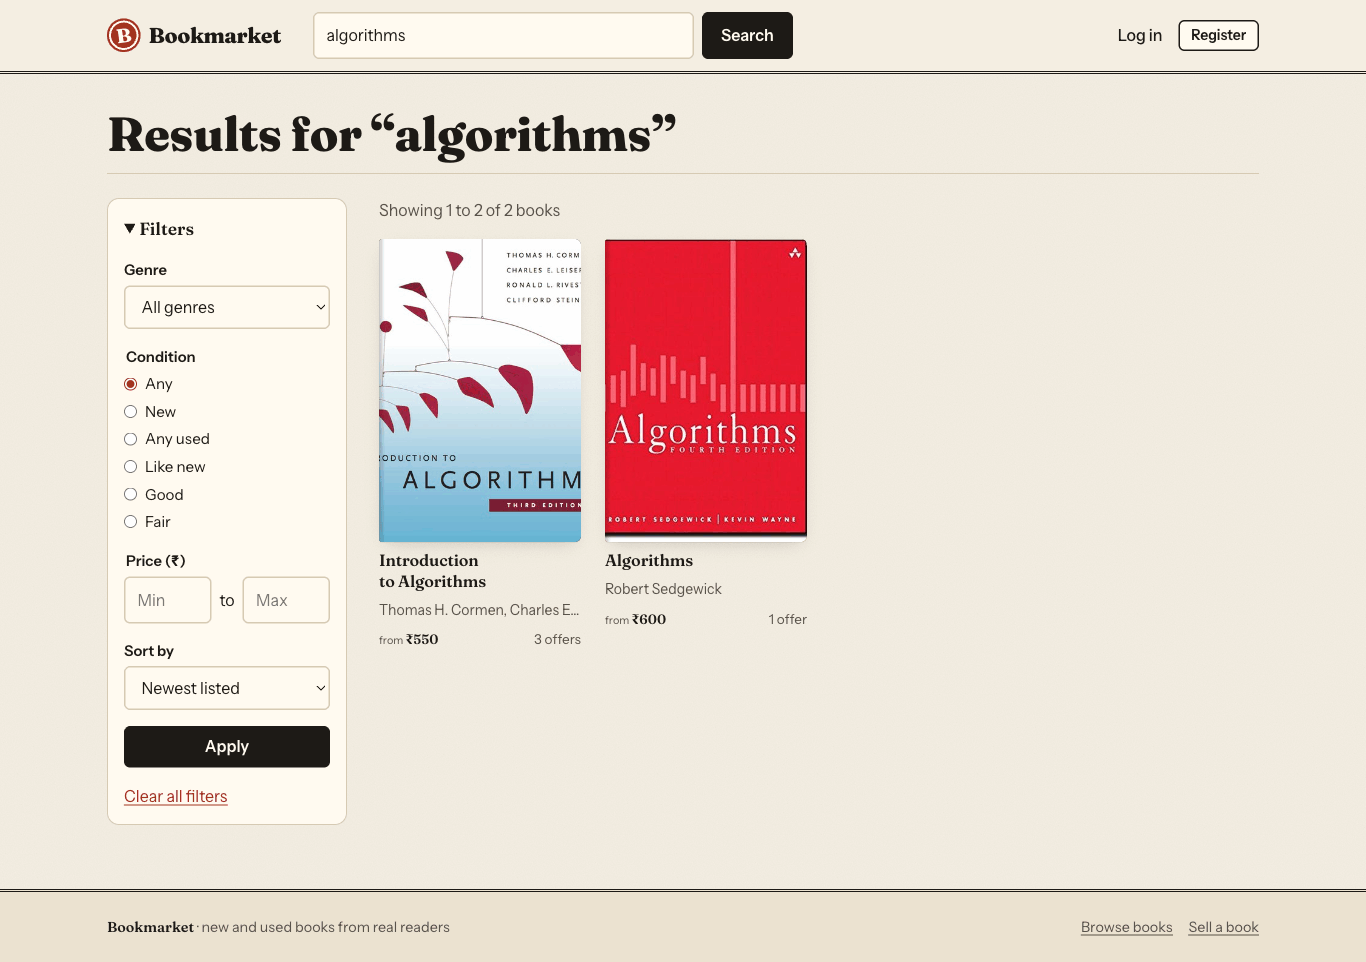 B Bookmarket
algorithms
Search
Log in
Register
Results for “algorithms”
▼ Filters
Genre
All genres
Condition
Any
New
Any used
Like new
Good
Fair
Price (₹)
Min to Max
Sort by
Newest listed
Apply
Clear all filters
Showing 1 to 2 of 2 books
THOMAS H. CORM
CHARLES E. LEISER
RONALD L. RIVEST
CLIFFORD STEIN
ODUCTION TO
ALGORITHM
THIRD EDITION
Introduction
to Algorithms
Thomas H. Cormen, Charles E...
from ₹550 3 offers
Algorithms
FOURTH EDITION
ROBERT SEDGEWICK | KEVIN WAYNE
Algorithms
Robert Sedgewick
from ₹600 1 offer
Bookmarket · new and used books from real readers
Browse books Sell a book